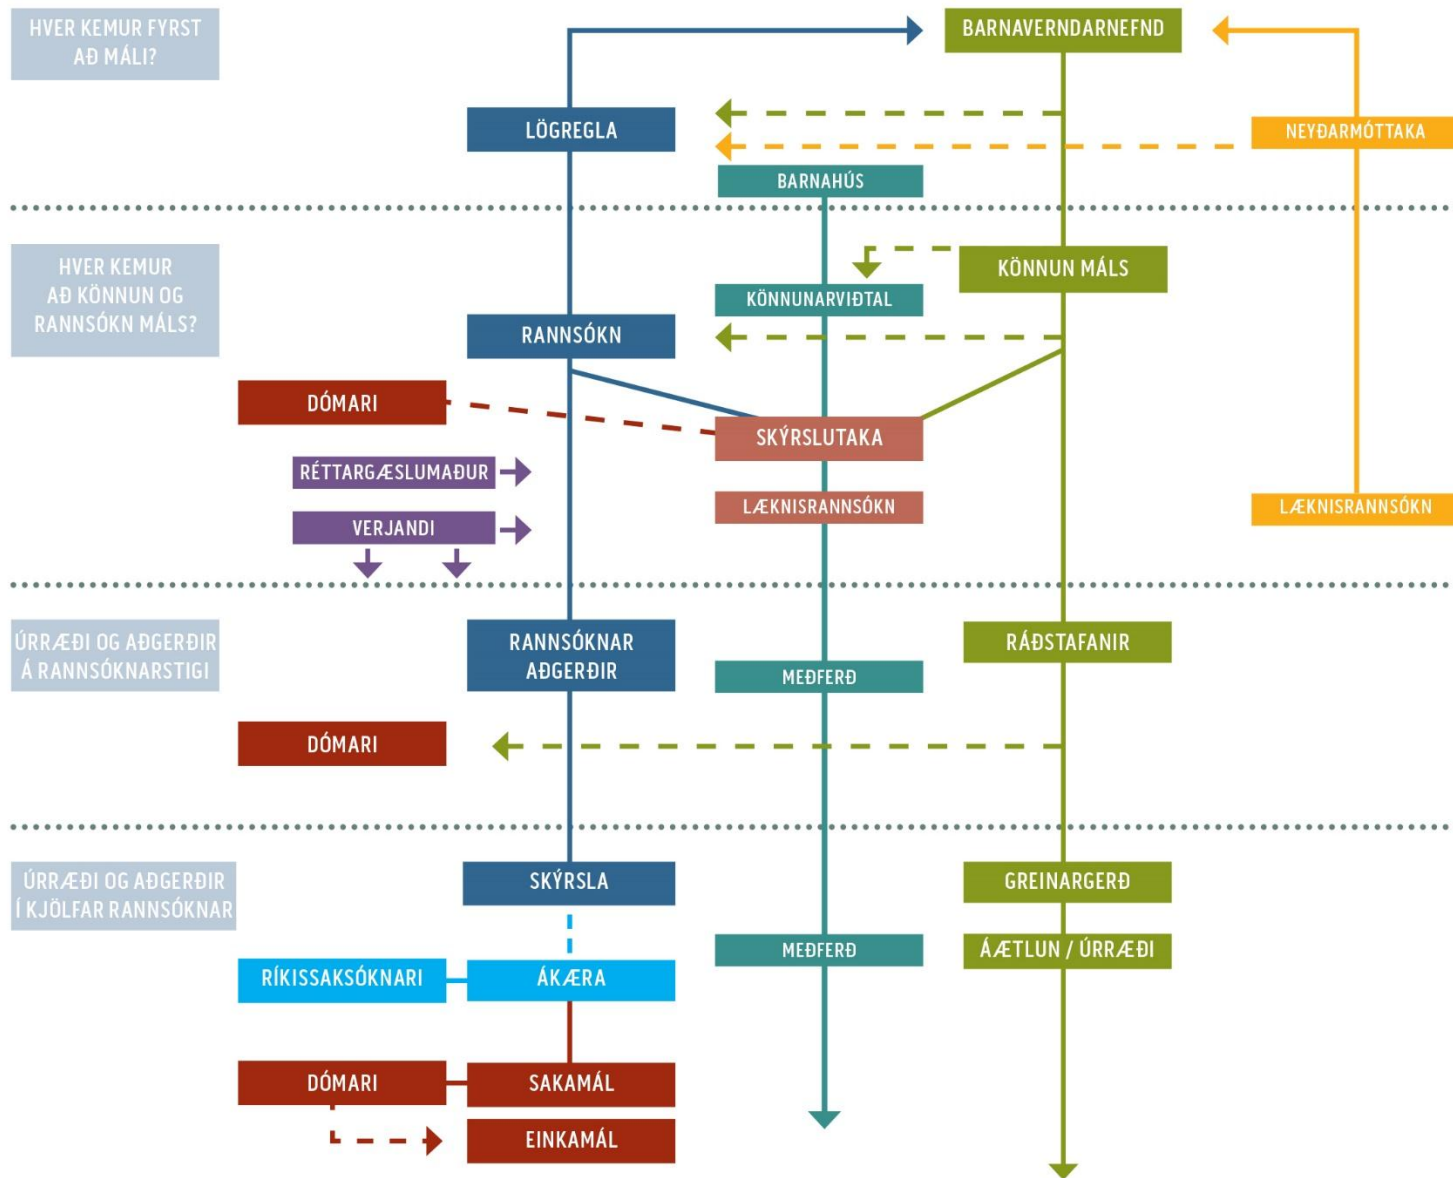 HVER KEMUR FYRST
AÐ MÁLI?
BARNAVERNDARNEFND
LÖGREGLA
NEYÐARMÓTTAKA
BARNAHÚS
HVER KEMUR
AÐ KÖNNUN OG
RANNSÓKN MÁLS?
KÖNNUN MÁLS
KÖNNUNARVIÐTAL
RANNSÓKN
DÓMARI
SKÝRSLUTAKA
RÉTTARGÆSLUMAÐUR
LÆKNISRANNSÓKN
LÆKNISRANNSÓKN
VERJANDI
ÚRRÆÐI OG AÐGERÐIR
Á RANNSÓKNARSTIGI
RANNSÓKNAR
AÐGERÐIR
RÁÐSTAFANIR
MEÐFERÐ
DÓMARI
ÚRRÆÐI OG AÐGERÐIR
Í KJÖLFAR RANNSÓKNAR
SKÝRSLA
GREINARGERÐ
MEÐFERÐ
ÁÆTLUN / ÚRRÆÐI
RÍKISSAKSÓKNARI
ÁKÆRA
DÓMARI
SAKAMÁL
EINKAMÁL